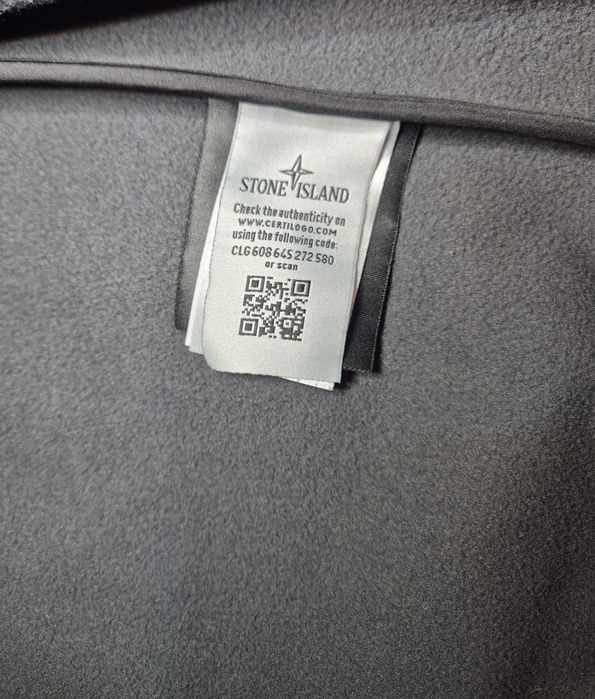 STONE ISLAND
Check the authenticity on
WWW.CERTILOGO.COM
using the following code:
CLG 608 645 272 580
or scan